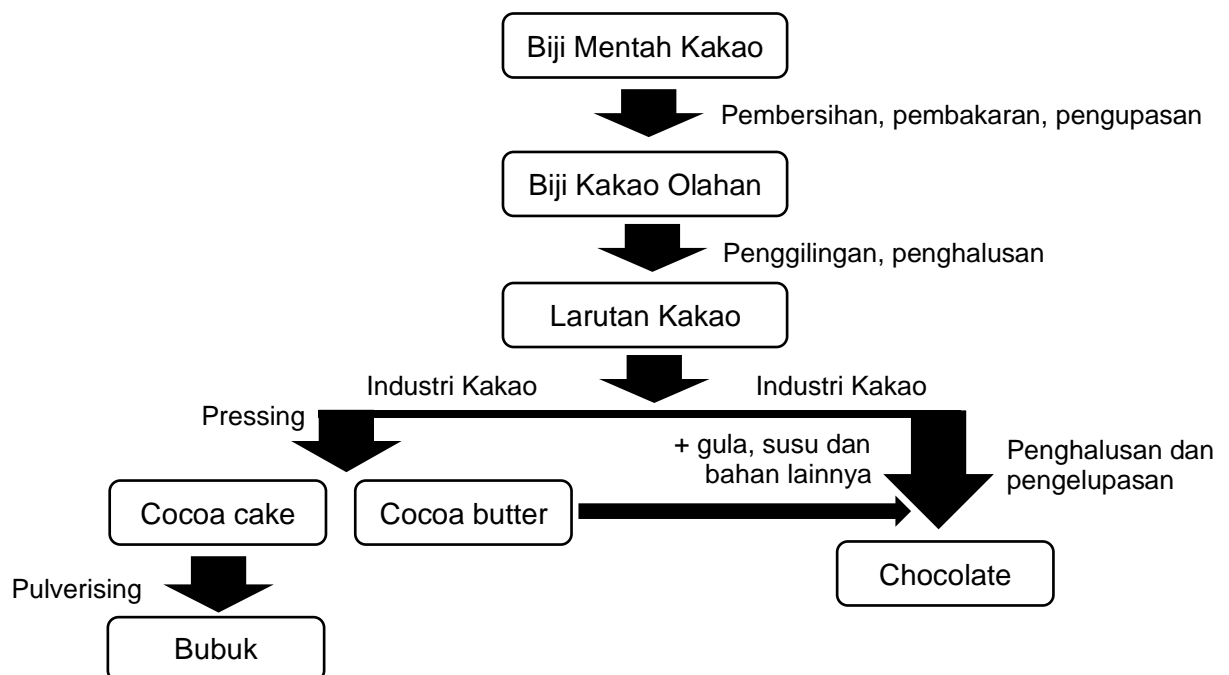 Biji Mentah Kakao
Pembersihan, pembakaran, pengupasan
Biji Kakao Olahan
Penggilingan, penghalusan
Larutan Kakao
Industri Kakao
Industri Kakao
Pressing
+ gula, susu dan
bahan lainnya
Penghalusan dan
pengelupasan
Cocoa cake
Cocoa butter
Chocolate
Pulverising
Bubuk